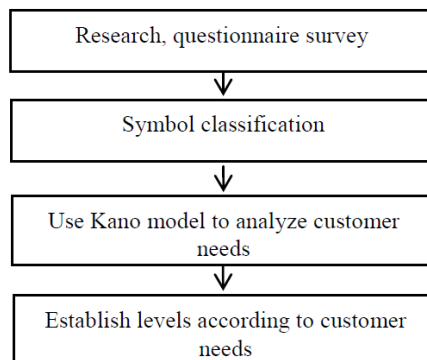 Research, questionnaire survey
Symbol classification
Use Kano model to analyze customer
needs
Establish levels according to customer
needs